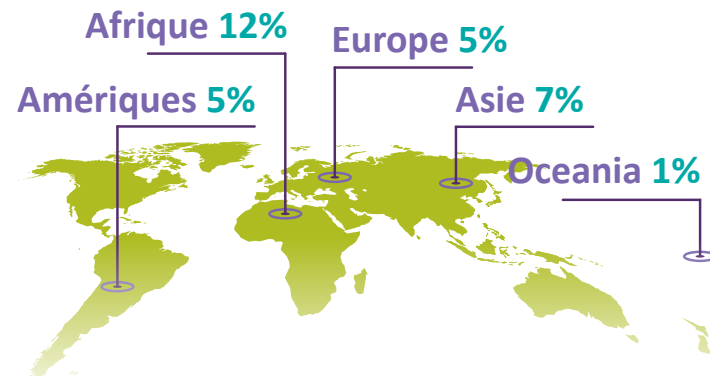 Afrique 12%
Europe 5%
Amériques 5%
Asie 7%
Oceania 1%